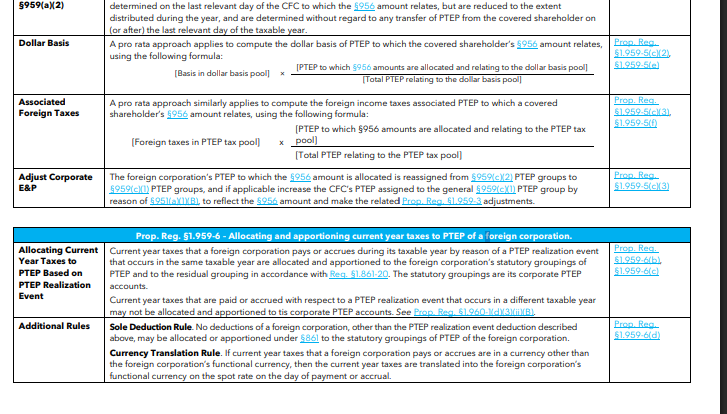 §959(a)(2)
determined on the last relevant day of the CFC to which the §956 amount relates, but are reduced to the extent
distributed during the year, and are determined without regard to any transfer of PTEP from the covered shareholder on
(or after) the last relevant day of the taxable year.
Dollar Basis
A pro rata approach applies to compute the dollar basis of PTEP to which the covered shareholder's §956 amount relates,
using the following formula:
[Basis in dollar basis pool] × [PTEP to which §956 amounts are allocated and relating to the dollar basis pool]
[Total PTEP relating to the dollar basis pool]
Prop. Reg.
§1.959-5(c)(2),
§1.959-5(e)
Associated
Foreign Taxes
A pro rata approach similarly applies to compute the foreign income taxes associated PTEP to which a covered
shareholder's §956 amount relates, using the following formula:
[Foreign taxes in PTEP tax pool] x
[PTEP to which §956 amounts are allocated and relating to the PTEP tax
pool]
[Total PTEP relating to the PTEP tax pool]
Prop. Reg.
§1.959-5(c)(3),
§1.959-5(f)
Adjust Corporate
E&P
The foreign corporation's PTEP to which the §956 amount is allocated is reassigned from §959(c)(2) PTEP groups to
§959(c)(1) PTEP groups, and if applicable increase the CFC's PTEP assigned to the general §959(c)(1) PTEP group by
reason of §951(a)(1)(B), to reflect the §956 amount and make the related Prop. Reg. §1.959-3 adjustments.
Prop. Reg.
§1.959-5(c)(3)
Prop. Reg. §1.959-6 – Allocating and apportioning current year taxes to PTEP of a foreign corporation.
Allocating Current
Year Taxes to
PTEP Based on
PTEP Realization
Event
Current year taxes that a foreign corporation pays or accrues during its taxable year by reason of a PTEP realization event
that occurs in the same taxable year are allocated and apportioned to the foreign corporation's statutory groupings of
PTEP and to the residual grouping in accordance with Reg. §1.861-20. The statutory groupings are its corporate PTEP
accounts.
Current year taxes that are paid or accrued with respect to a PTEP realization event that occurs in a different taxable year
may not be allocated and apportioned to tis corporate PTEP accounts. See Prop. Reg. §1.960-1(d)(3)(ii)(B).
Prop. Reg.
§1.959-6(b),
§1.959-6(c)
Additional Rules
Sole Deduction Rule. No deductions of a foreign corporation, other than the PTEP realization event deduction described
above, may be allocated or apportioned under §861 to the statutory groupings of PTEP of the foreign corporation.
Currency Translation Rule. If current year taxes that a foreign corporation pays or accrues are in a currency other than
the foreign corporation's functional currency, then the current year taxes are translated into the foreign corporation's
functional currency on the spot rate on the day of payment or accrual.
Prop. Reg.
§1.959-6(d)